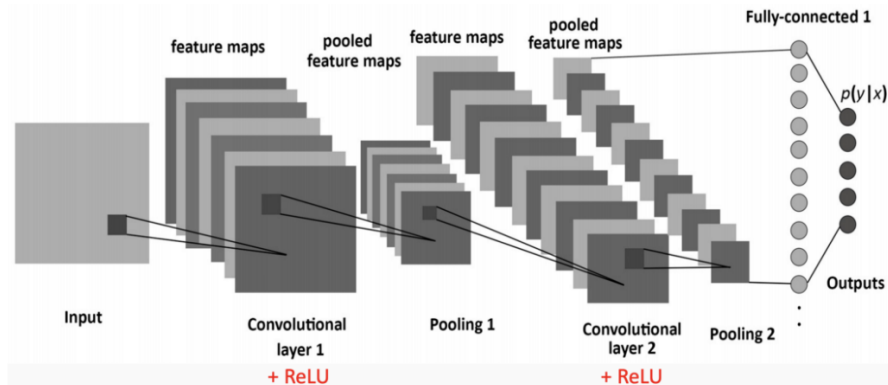 Fully-connected 1
feature maps
pooled
feature maps
feature maps
pooled
feature maps
p(y|x)
Input
Convolutional
layer 1
Pooling 1
Convolutional
layer 2
Pooling 2
Outputs
+ ReLU
+ ReLU